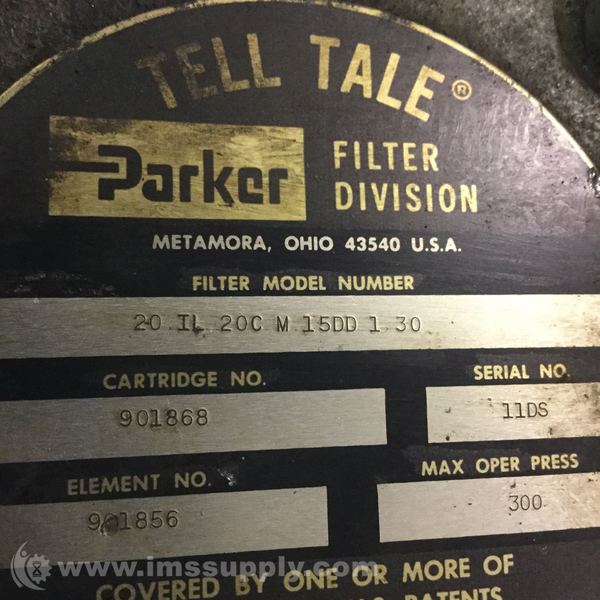 TELL TALE®
Parker
FILTER
DIVISION
METAMORA, OHIO 43540 U.S.A.
FILTER MODEL NUMBER
20 IL 20C M 15DD 1 30
CARTRIDGE NO.
901868
SERIAL NO.
11DS
ELEMENT NO.
901856
MAX OPER PRESS
300
www.imssupply.com
COVERED BY ONE OR MORE OF
PATENTS